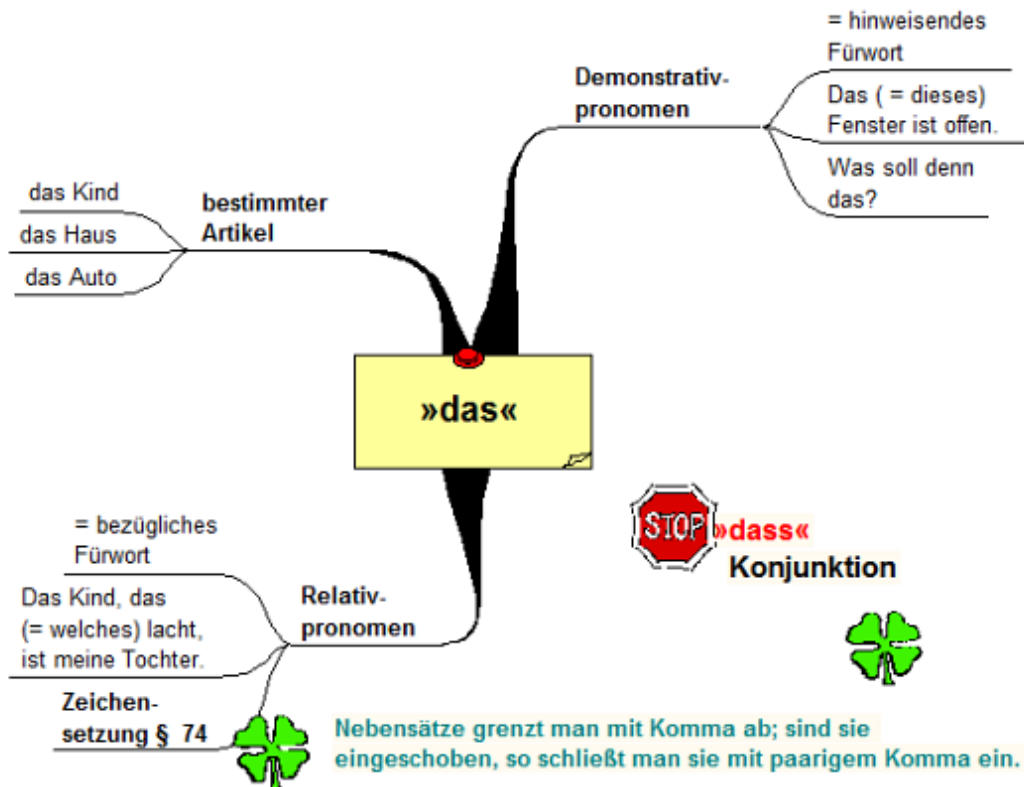 = hinweisendes
Fürwort
Demonstrativ-
pronomen
Das ( = dieses)
Fenster ist offen.
Was soll denn
das?
das Kind
bestimmter
Artikel
das Haus
das Auto
»das«
STOP
»dass«
Konjunktion
= bezügliches
Fürwort
Relativ-
pronomen
Das Kind, das
(= welches) lacht,
ist meine Tochter.
Zeichen-
setzung § 74
Nebensätze grenzt man mit Komma ab; sind sie
eingeschoben, so schließt man sie mit paarigem Komma ein.